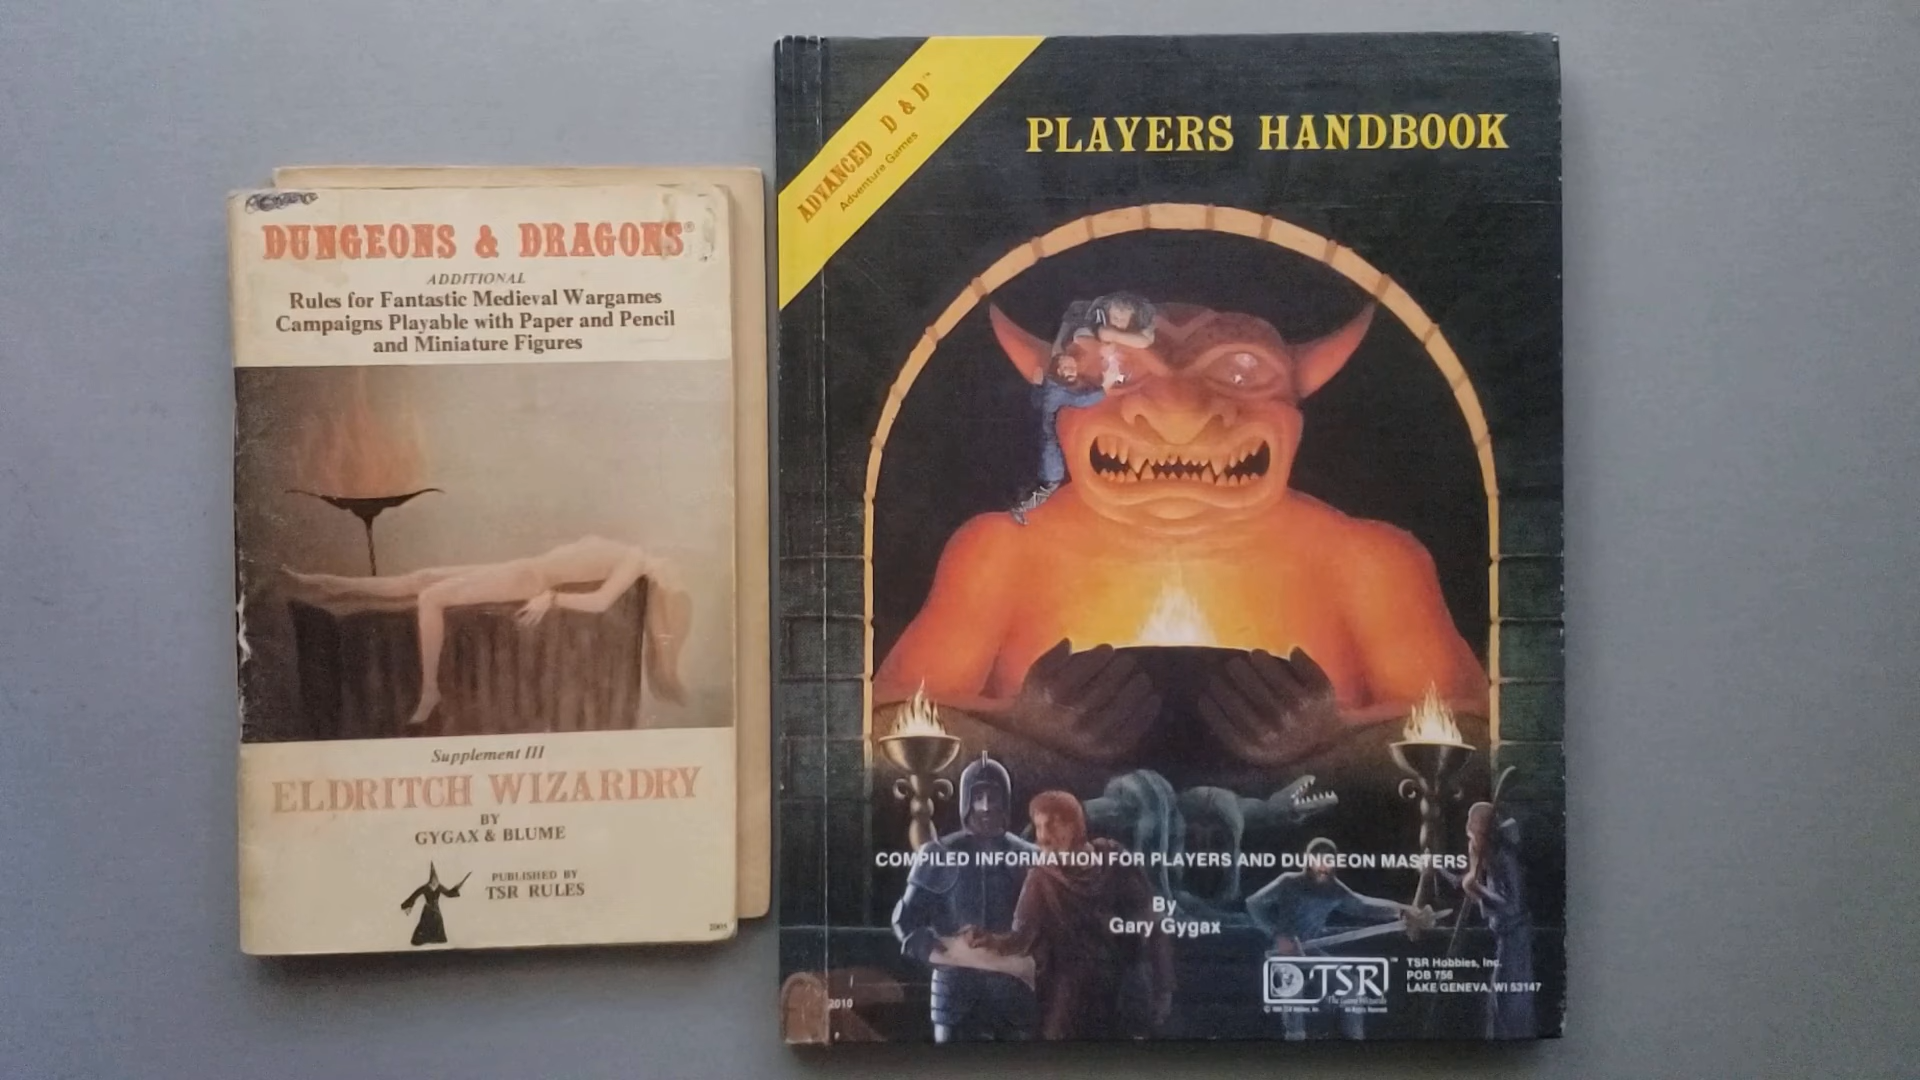 DUNGEONS & DRAGONS®
ADDITIONAL
Rules for Fantastic Medieval Wargames
Campaigns Playable with Paper and Pencil
and Miniature Figures
Supplement III
ELDRITCH WIZARDRY
BY
GYGAX & BLUME
PUBLISHED BY
TSR RULES
2005
ADVANCED D & D™
Adventure Games
PLAYERS HANDBOOK
COMPILED INFORMATION FOR PLAYERS AND DUNGEON MASTERS
By
Gary Gygax
TSR™
The Game Wizards
TSR Hobbies, Inc.
POB 756
LAKE GENEVA, WI 53147
2010